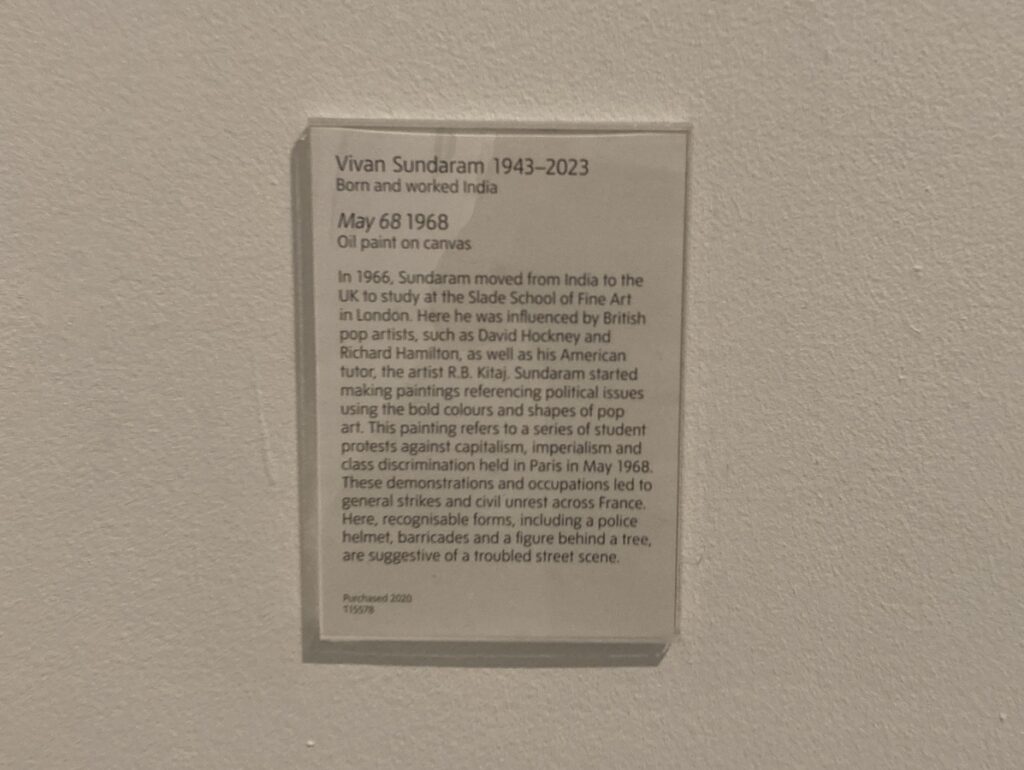 Vivan Sundaram 1943–2023
Born and worked India
May 68 1968
Oil paint on canvas
In 1966, Sundaram moved from India to the
UK to study at the Slade School of Fine Art
in London. Here he was influenced by British
pop artists, such as David Hockney and
Richard Hamilton, as well as his American
tutor, the artist R.B. Kitaj. Sundaram started
making paintings referencing political issues
using the bold colours and shapes of pop
art. This painting refers to a series of student
protests against capitalism, imperialism and
class discrimination held in Paris in May 1968.
These demonstrations and occupations led to
general strikes and civil unrest across France.
Here, recognisable forms, including a police
helmet, barricades and a figure behind a tree,
are suggestive of a troubled street scene.
Purchased 2020
T15578